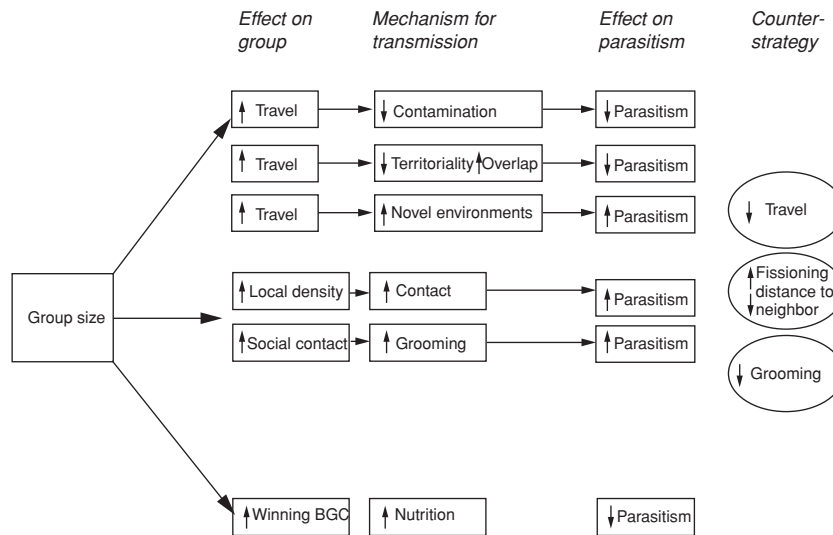 Effect on group
Mechanism for transmission
Effect on parasitism
Counter-strategy
Travel
Contamination
Parasitism
Travel
Territoriality Overlap
Parasitism
Travel
Novel environments
Parasitism
Travel
Group size
Local density
Contact
Parasitism
Fissioning
distance to
neighbor
Social contact
Grooming
Parasitism
Grooming
Winning BGC
Nutrition
Parasitism